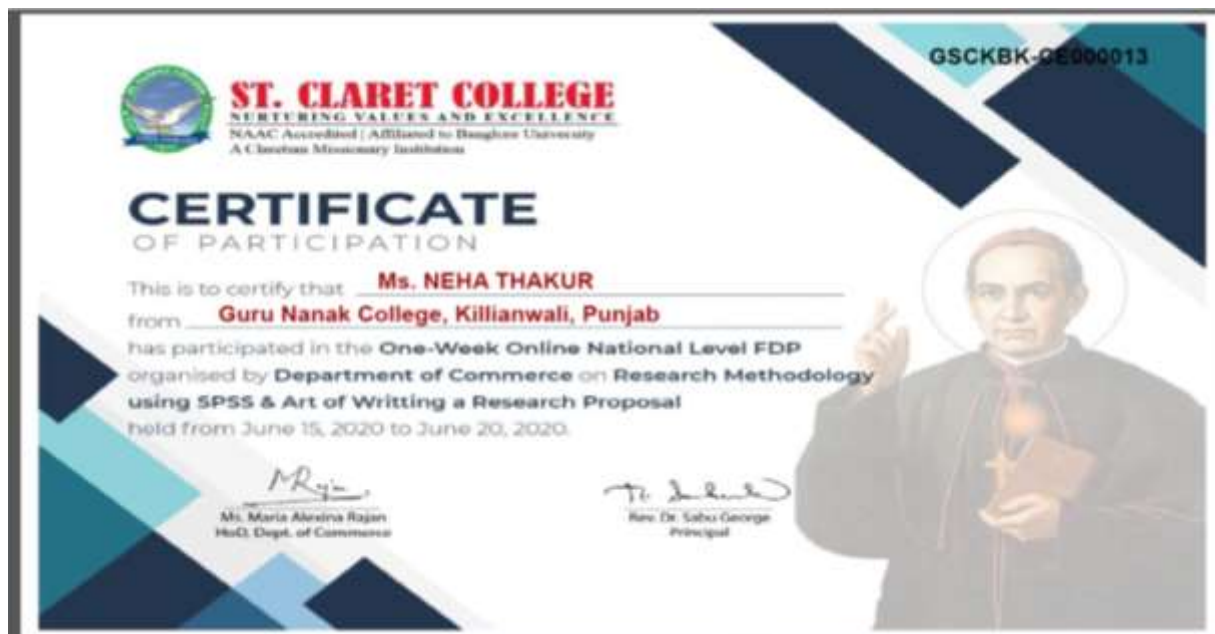 GSCKBK-CE000013
ST. CLARET COLLEGE
NURTURING VALUES AND EXCELLENCE
NAAC Accredited | Affiliated to Banglore University
A Claretian Missionary Institution
CERTIFICATE
OF PARTICIPATION
This is to certify that Ms. NEHA THAKUR
from Guru Nanak College, Killianwali, Punjab
has participated in the One-Week Online National Level FDP
organised by Department of Commerce on Research Methodology
using SPSS & Art of Writting a Research Proposal
held from June 15, 2020 to June 20, 2020.
Ms. Maria Alexina Rajan
HoD, Dept. of Commerce
Rev. Dr. Sabu George
Principal